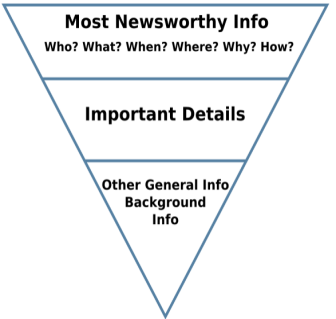 Most Newsworthy Info
Who? What? When? Where? Why? How?
Important Details
Other General Info
Background
Info